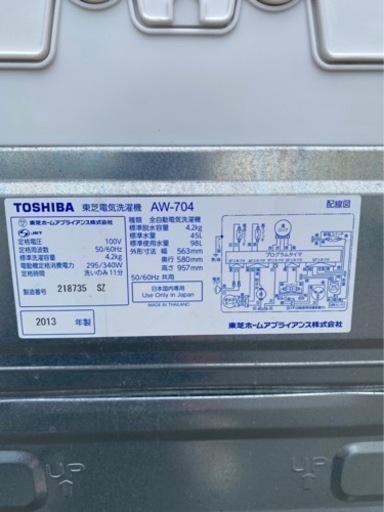 TOSHIBA 東芝電気洗濯機 AW-704
東芝ホームアプライアンス株式会社
JET
定格電圧 100V
定格周波数 50/60Hz
標準洗濯容量 4.2kg
電動機定格消費電力 295/340W
定格時間 洗いのみ11分
製造番号 218735 SZ
2013 年製
種類 全自動電気洗濯機
標準脱水容量 4.2kg
標準水量 45L
標準使用水量 98L
外形寸法 幅 563mm
奥行 580mm
高さ 957mm
50/60Hz 共用
日本国内専用
Use Only in Japan
MADE IN THAILAND
配線図
プログラムタイマ
東芝ホームアプライアンス株式会社
UP
UP